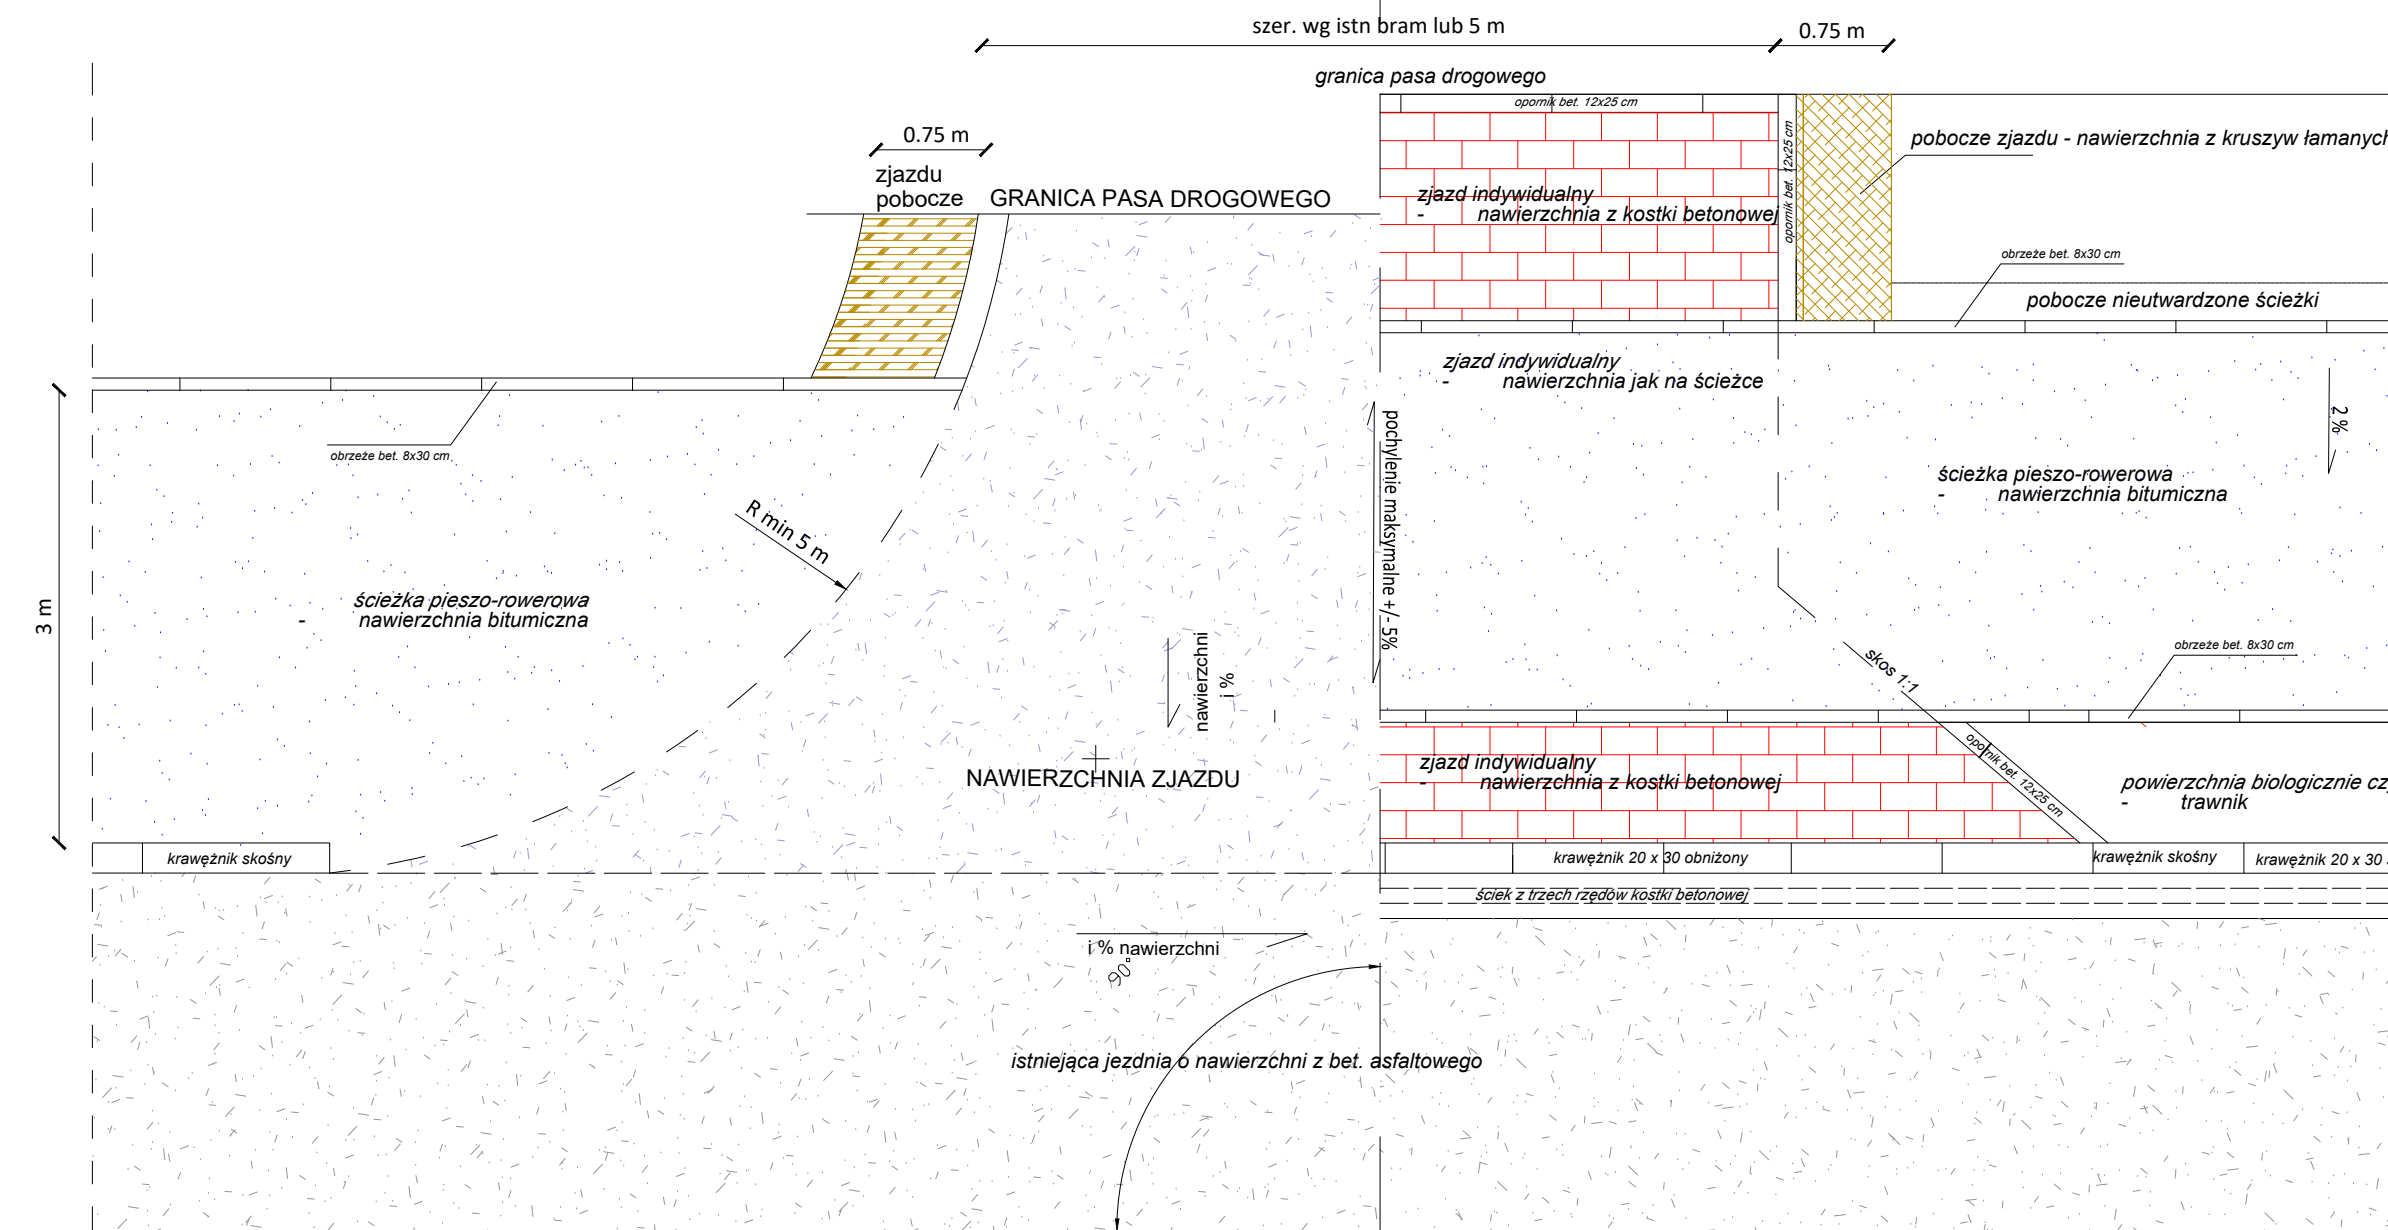 szer. wg istn bram lub 5 m
0.75 m
granica pasa drogowego
opornik bet. 12x25 cm
0.75 m
zjazdu
pobocze
GRANICA PASA DROGOWEGO
opornik bet. 12x25 cm
pobocze zjazdu - nawierzchnia z kruszyw łamanych
zjazd indywidualny
- nawierzchnia z kostki betonowej
obrzeże bet. 8x30 cm
pobocze nieutwardzone ścieżki
zjazd indywidualny
- nawierzchnia jak na ścieżce
2 %
obrzeże bet. 8x30 cm
pochylenie maksymalne +/- 5%
ścieżka pieszo-rowerowa
- nawierzchnia bitumiczna
R min 5 m
3 m
ścieżka pieszo-rowerowa
- nawierzchnia bitumiczna
nawierzchni
i %
skos 1:1
obrzeże bet. 8x30 cm
NAWIERZCHNIA ZJAZDU
zjazd indywidualny
- nawierzchnia z kostki betonowej
opornik bet. 12x25 cm
powierzchnia biologicznie
- trawnik
krawężnik skośny
krawężnik 20 x 30 obniżony
krawężnik skośny
krawężnik 20 x 30
ściek z trzech rzędów kostki betonowej
i % nawierzchni
90°
istniejąca jezdnia o nawierzchni z bet. asfaltowego